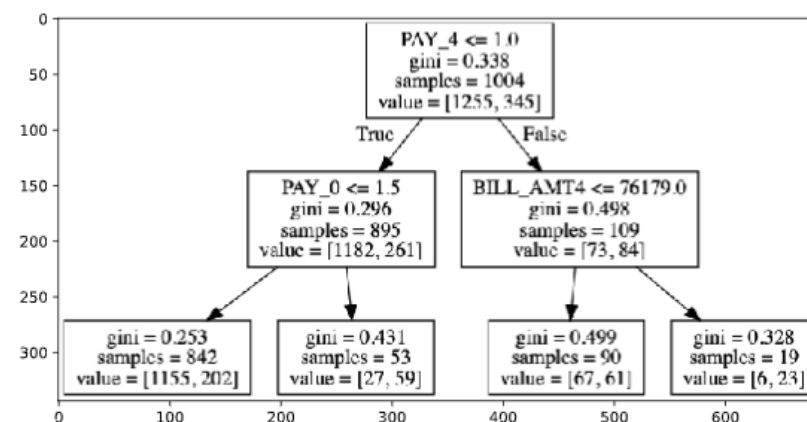 0
50
100
150
200
250
300
0
100
200
300
400
500
600
PAY_4 <= 1.0
gini = 0.338
samples = 1004
value = [1255, 345]
True
False
PAY_0 <= 1.5
gini = 0.296
samples = 895
value = [1182, 261]
BILL_AMT4 <= 76179.0
gini = 0.498
samples = 109
value = [73, 84]
gini = 0.253
samples = 842
value = [1155, 202]
gini = 0.431
samples = 53
value = [27, 59]
gini = 0.499
samples = 90
value = [67, 61]
gini = 0.328
samples = 19
value = [6, 23]